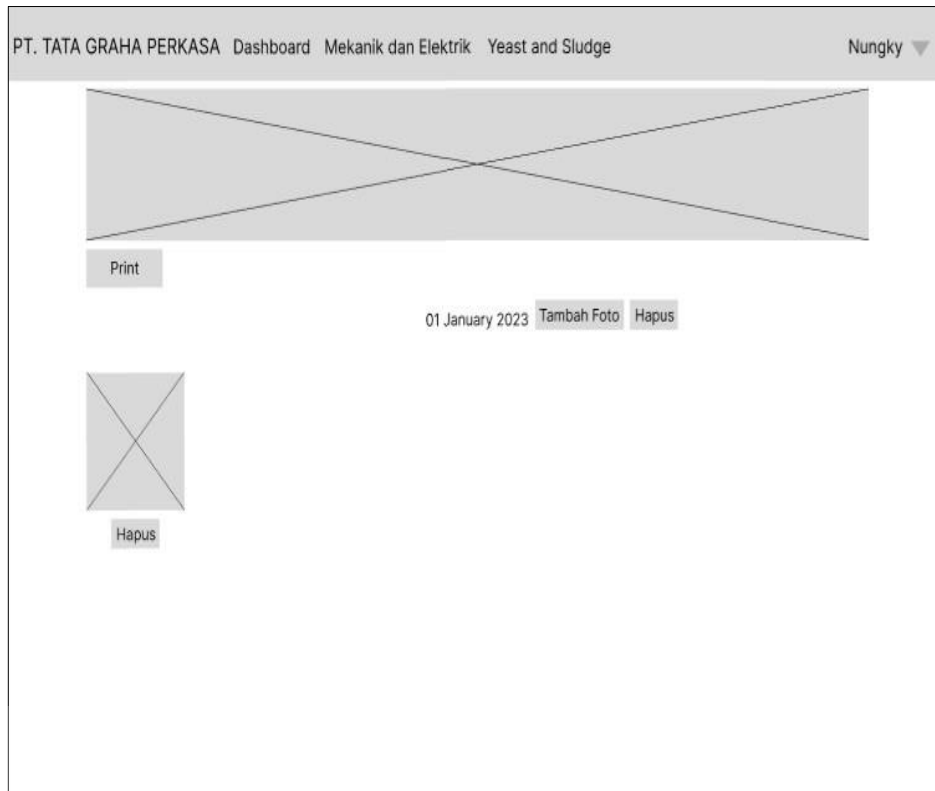 PT. TATA GRAHA PERKASA Dashboard Mekanik dan Elektrik Yeast and Sludge Nungky
Print
01 January 2023 Tambah Foto Hapus
Hapus